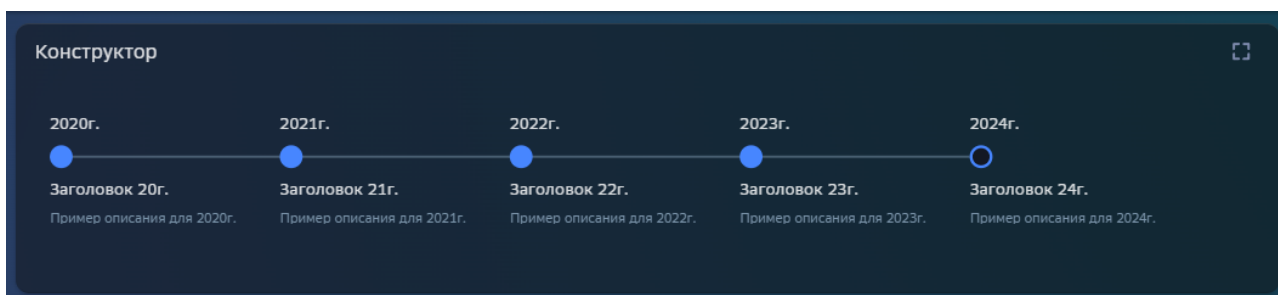 Конструктор
2020г. 2021г. 2022г. 2023г. 2024г.
Заголовок 20г. Заголовок 21г. Заголовок 22г. Заголовок 23г. Заголовок 24г.
Пример описания для 2020г. Пример описания для 2021г. Пример описания для 2022г. Пример описания для 2023г. Пример описания для 2024г.